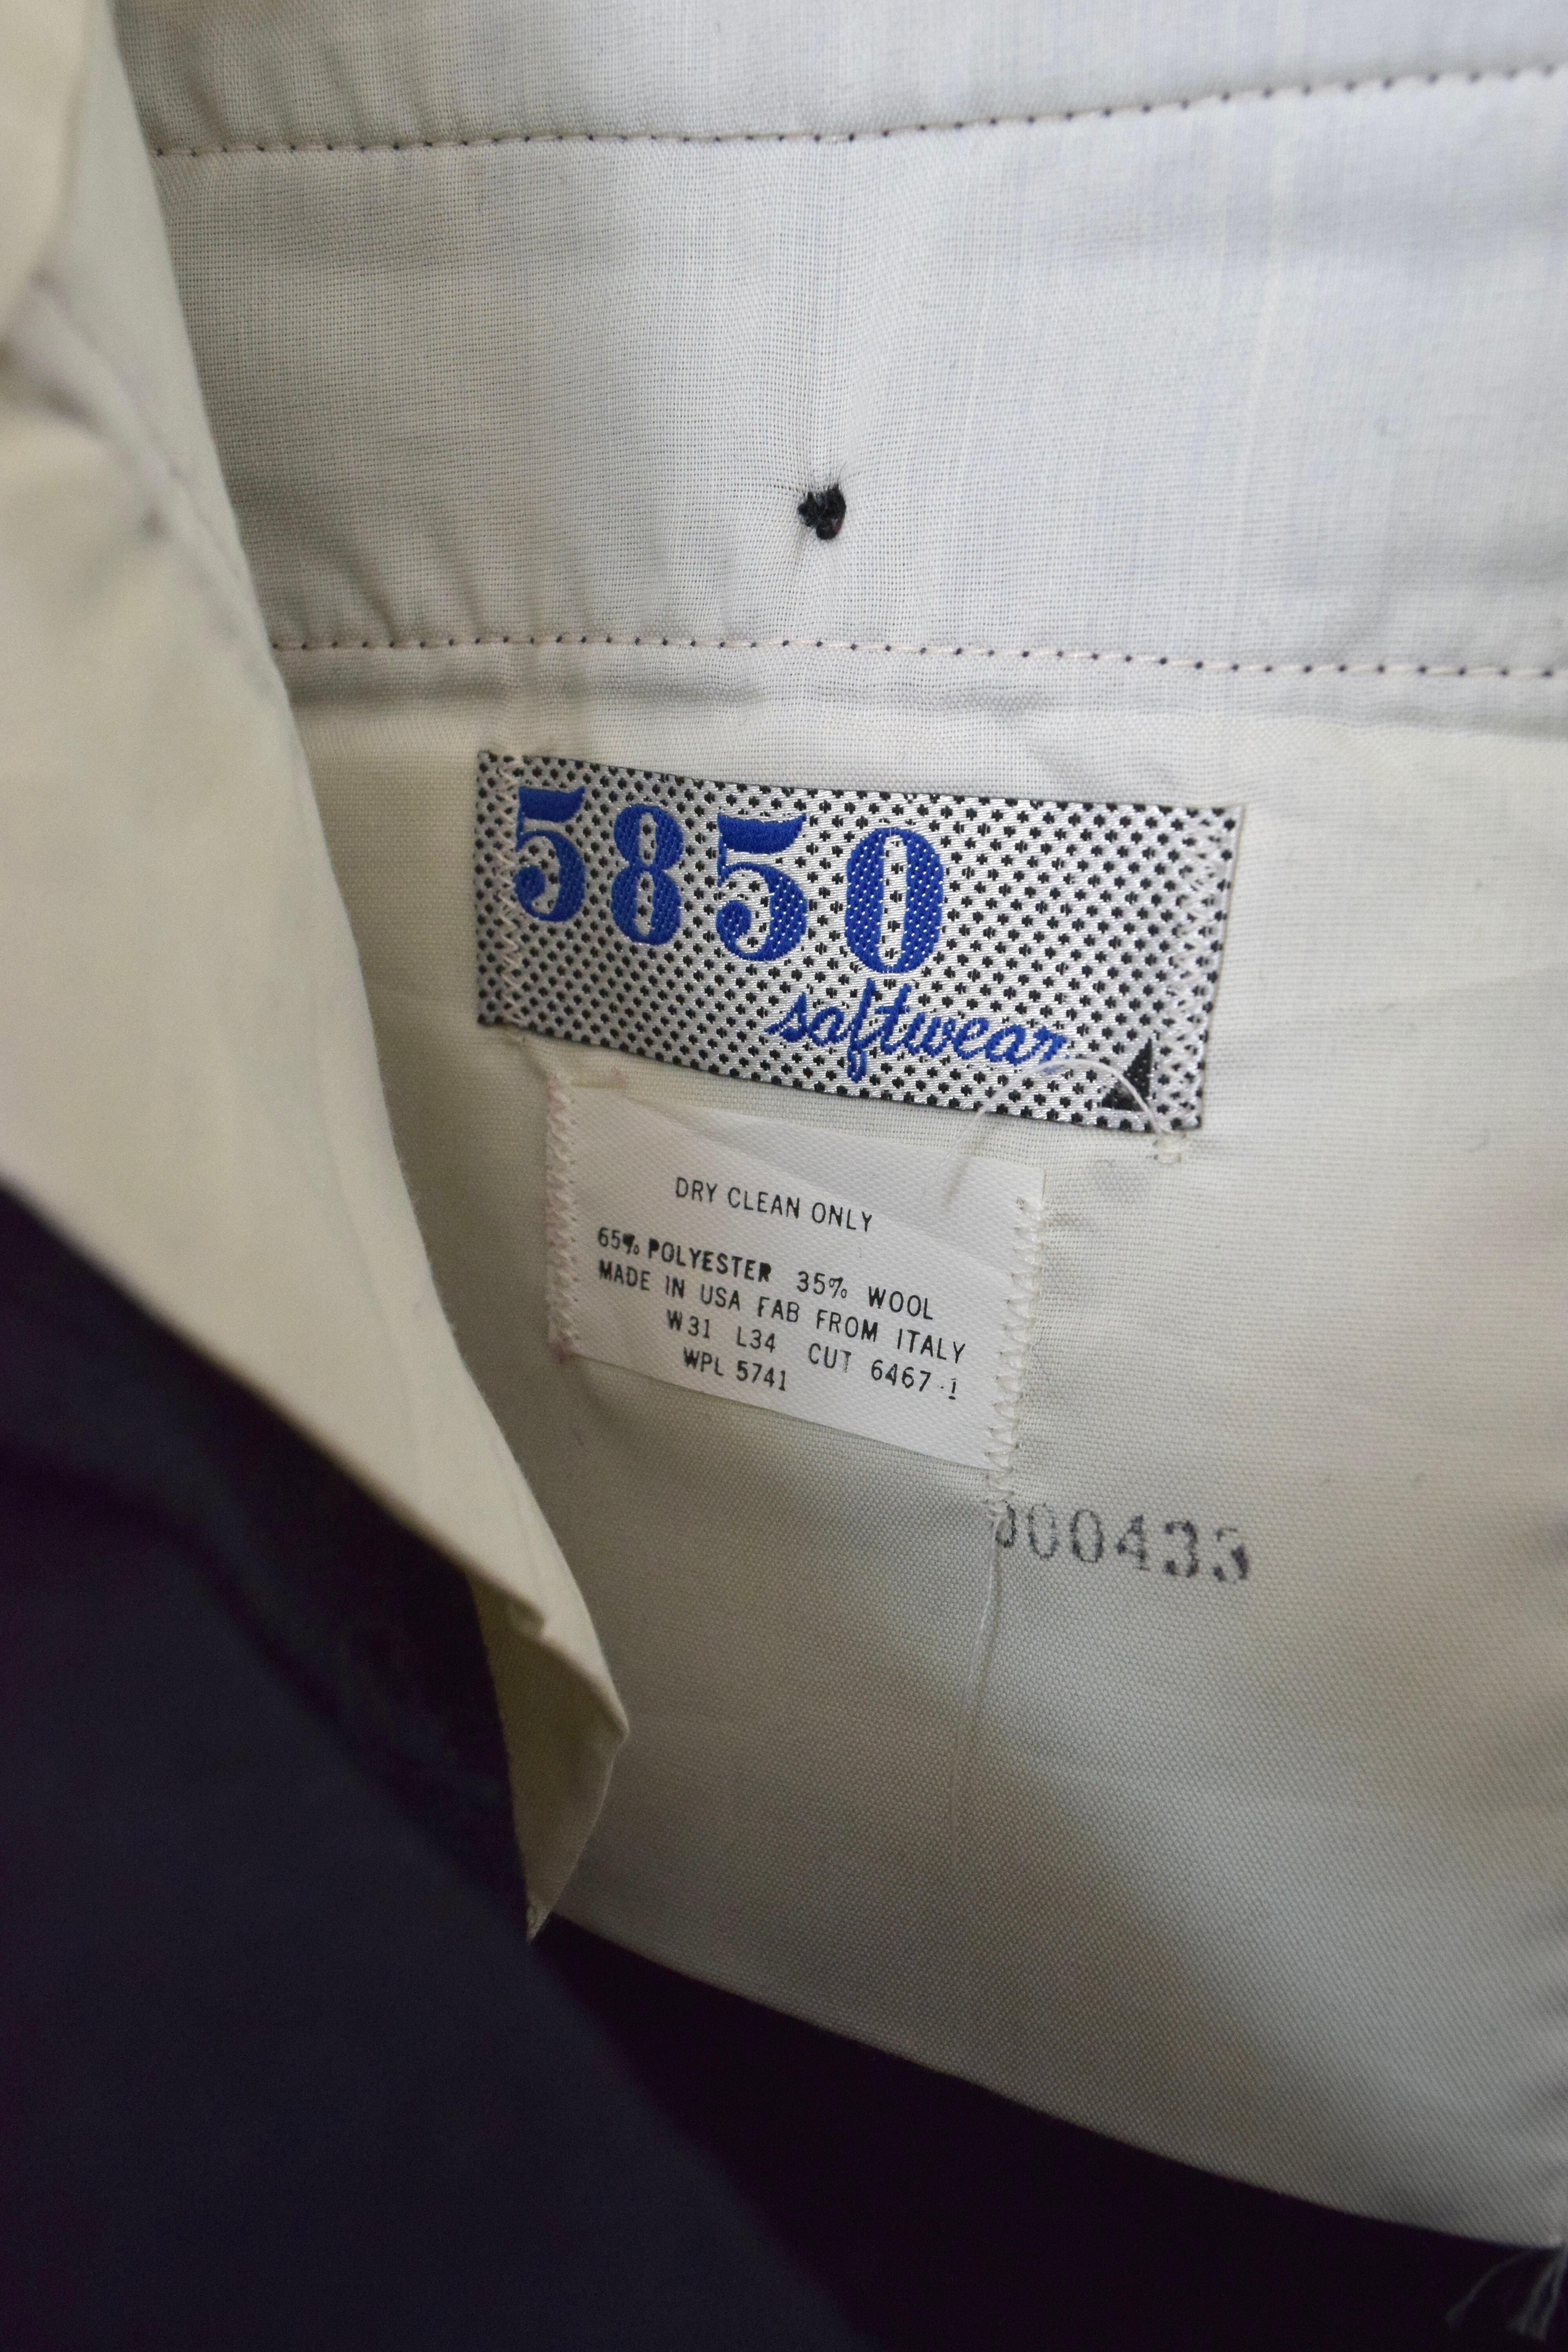 5850
softwear
DRY CLEAN ONLY
65% POLYESTER 35% WOOL
MADE IN USA FAB FROM ITALY
W31 L34 CUT 6467-1
WPL 5741